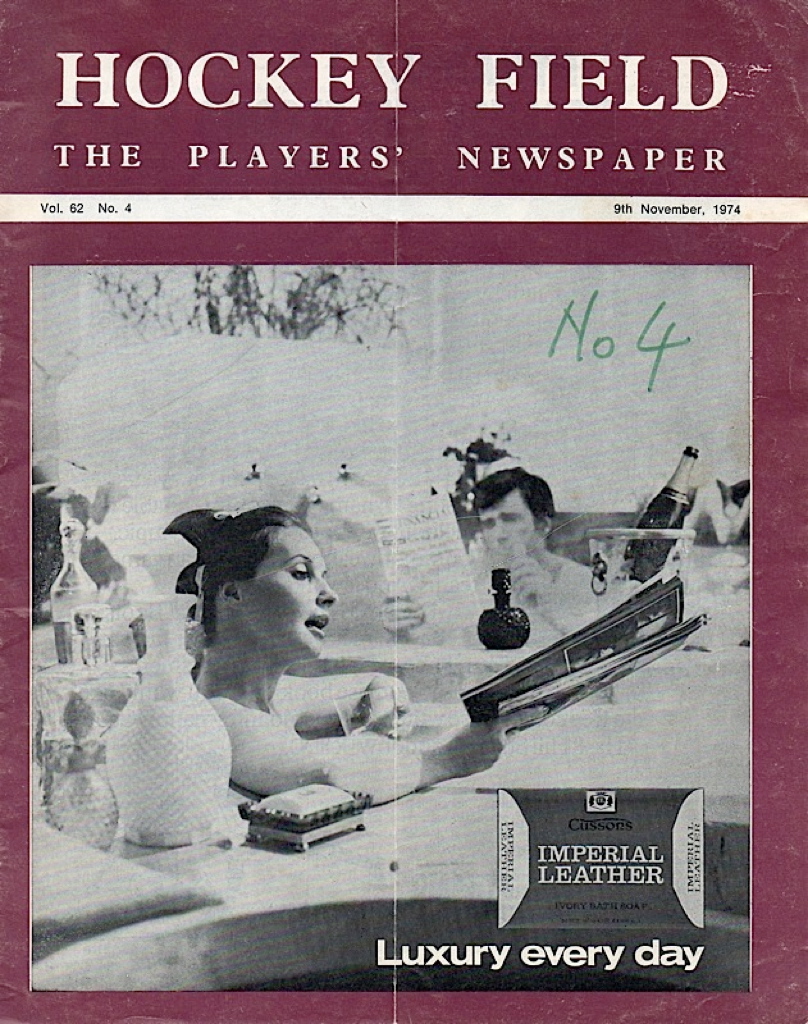 HOCKEY FIELD
THE PLAYERS' NEWSPAPER
Vol. 62 No. 4
9th November, 1974
No 4
Cussons
IMPERIAL
LEATHER
IMPERIAL
LEATHER
IMPERIAL
LEATHER
IVORY BATH SOAP
Luxury every day